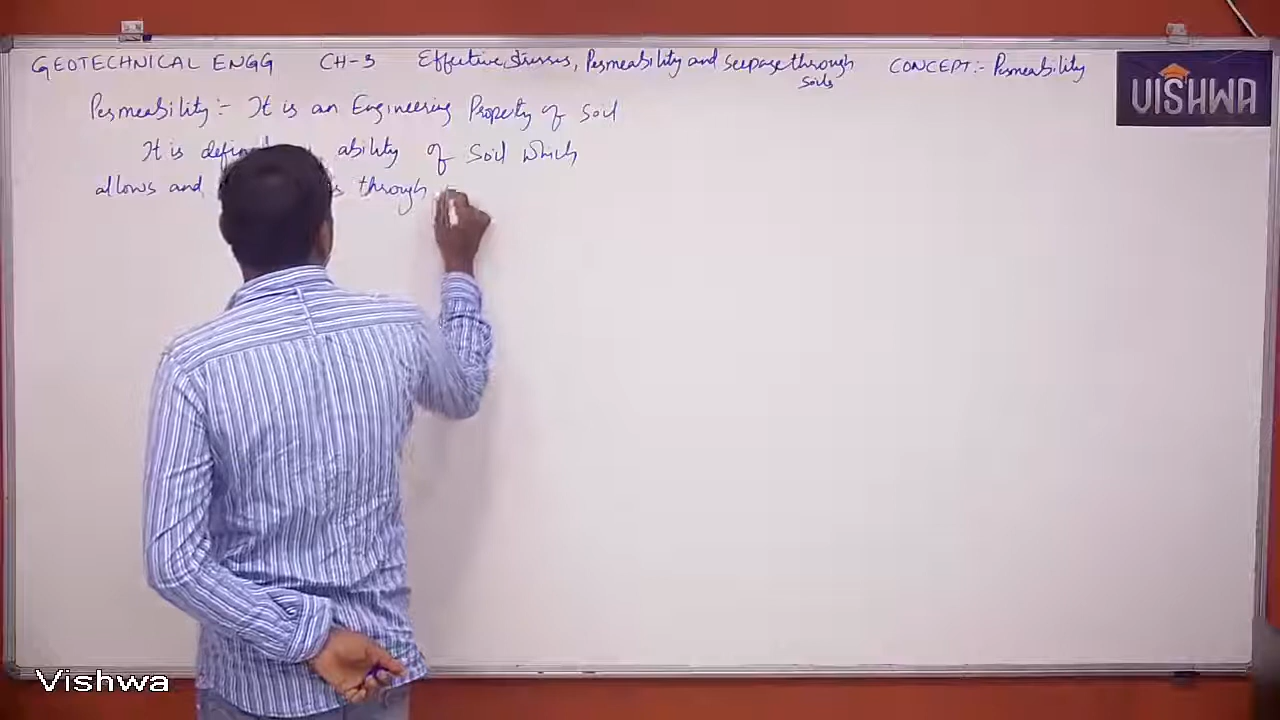 GEOTECHNICAL ENGG CH-3 Effective stresses, Permeability and seepage through soils CONCEPT:- Permeability
VISHWA
Permeability:- It is an Engineering Property of Soil
It is ability of Soil which
allows and through
Vishwa